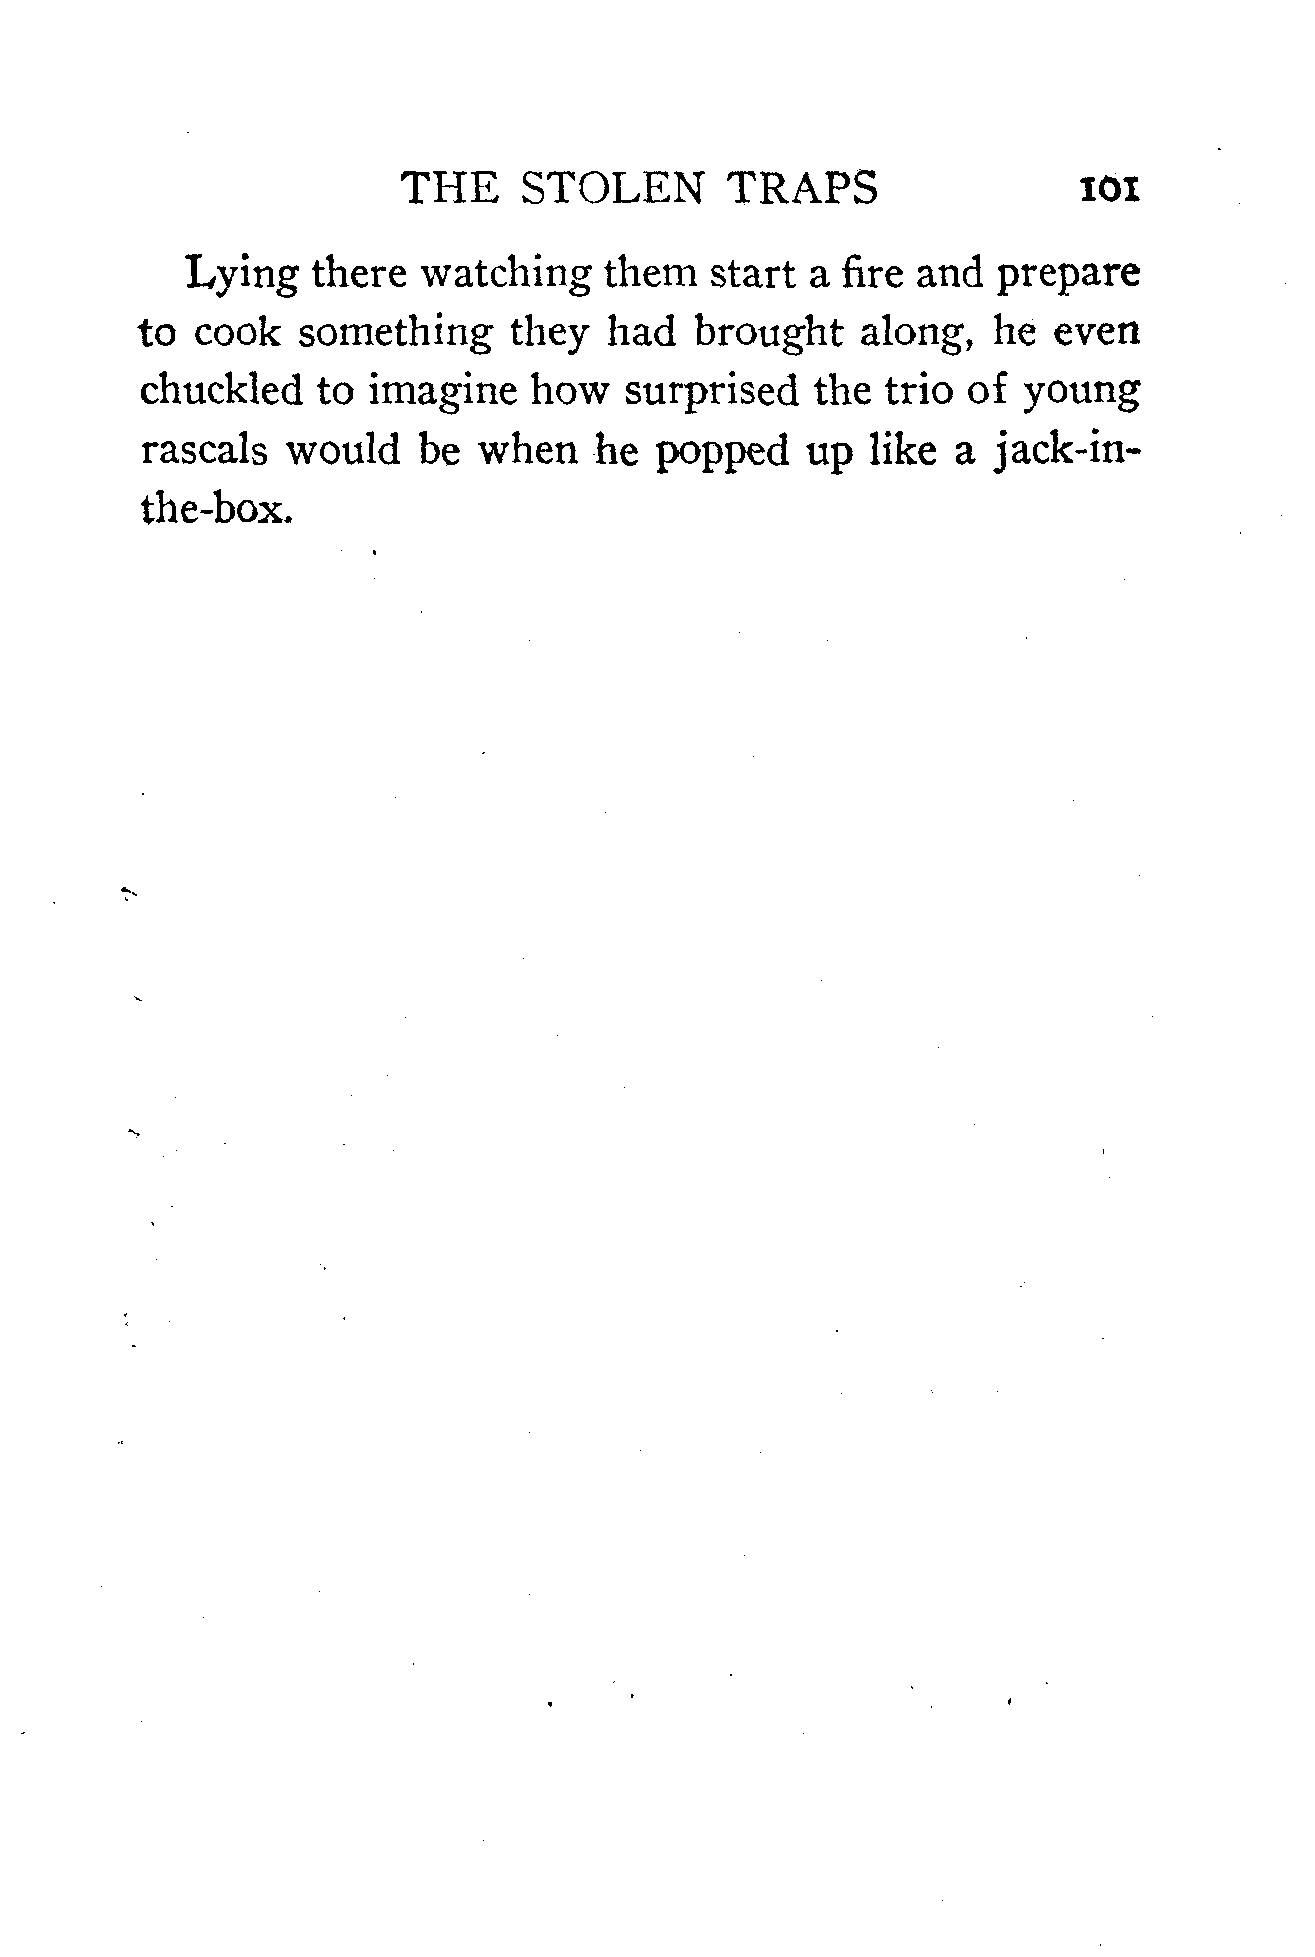 THE STOLEN TRAPS 101
Lying there watching them start a fire and prepare
to cook something they had brought along, he even
chuckled to imagine how surprised the trio of young
rascals would be when he popped up like a jack-in-
the-box.